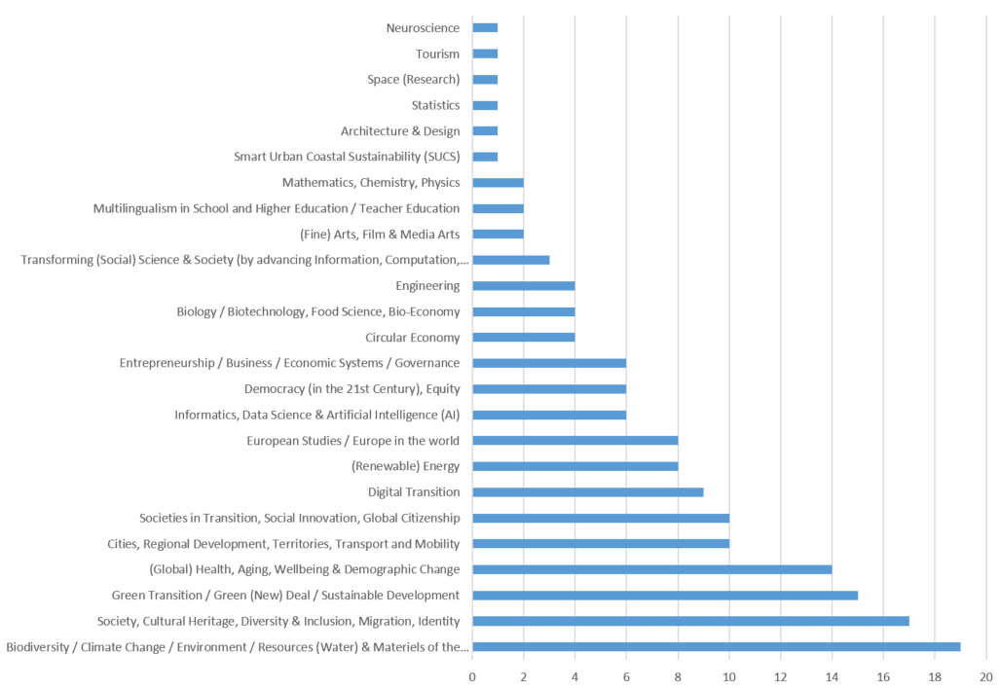 Neuroscience
Tourism
Space (Research)
Statistics
Architecture & Design
Smart Urban Coastal Sustainability (SUCS)
Mathematics, Chemistry, Physics
Multilingualism in School and Higher Education / Teacher Education
(Fine) Arts, Film & Media Arts
Transforming (Social) Science & Society (by advancing Information, Computation,...
Engineering
Biology / Biotechnology, Food Science, Bio-Economy
Circular Economy
Entrepreneurship / Business / Economic Systems / Governance
Democracy (in the 21st Century), Equity
Informatics, Data Science & Artificial Intelligence (AI)
European Studies / Europe in the world
(Renewable) Energy
Digital Transition
Societies in Transition, Social Innovation, Global Citizenship
Cities, Regional Development, Territories, Transport and Mobility
(Global) Health, Aging, Wellbeing & Demographic Change
Green Transition / Green (New) Deal / Sustainable Development
Society, Cultural Heritage, Diversity & Inclusion, Migration, Identity
Biodiversity / Climate Change / Environment / Resources (Water) & Materiels of the...
0 2 4 6 8 10 12 14 16 18 20